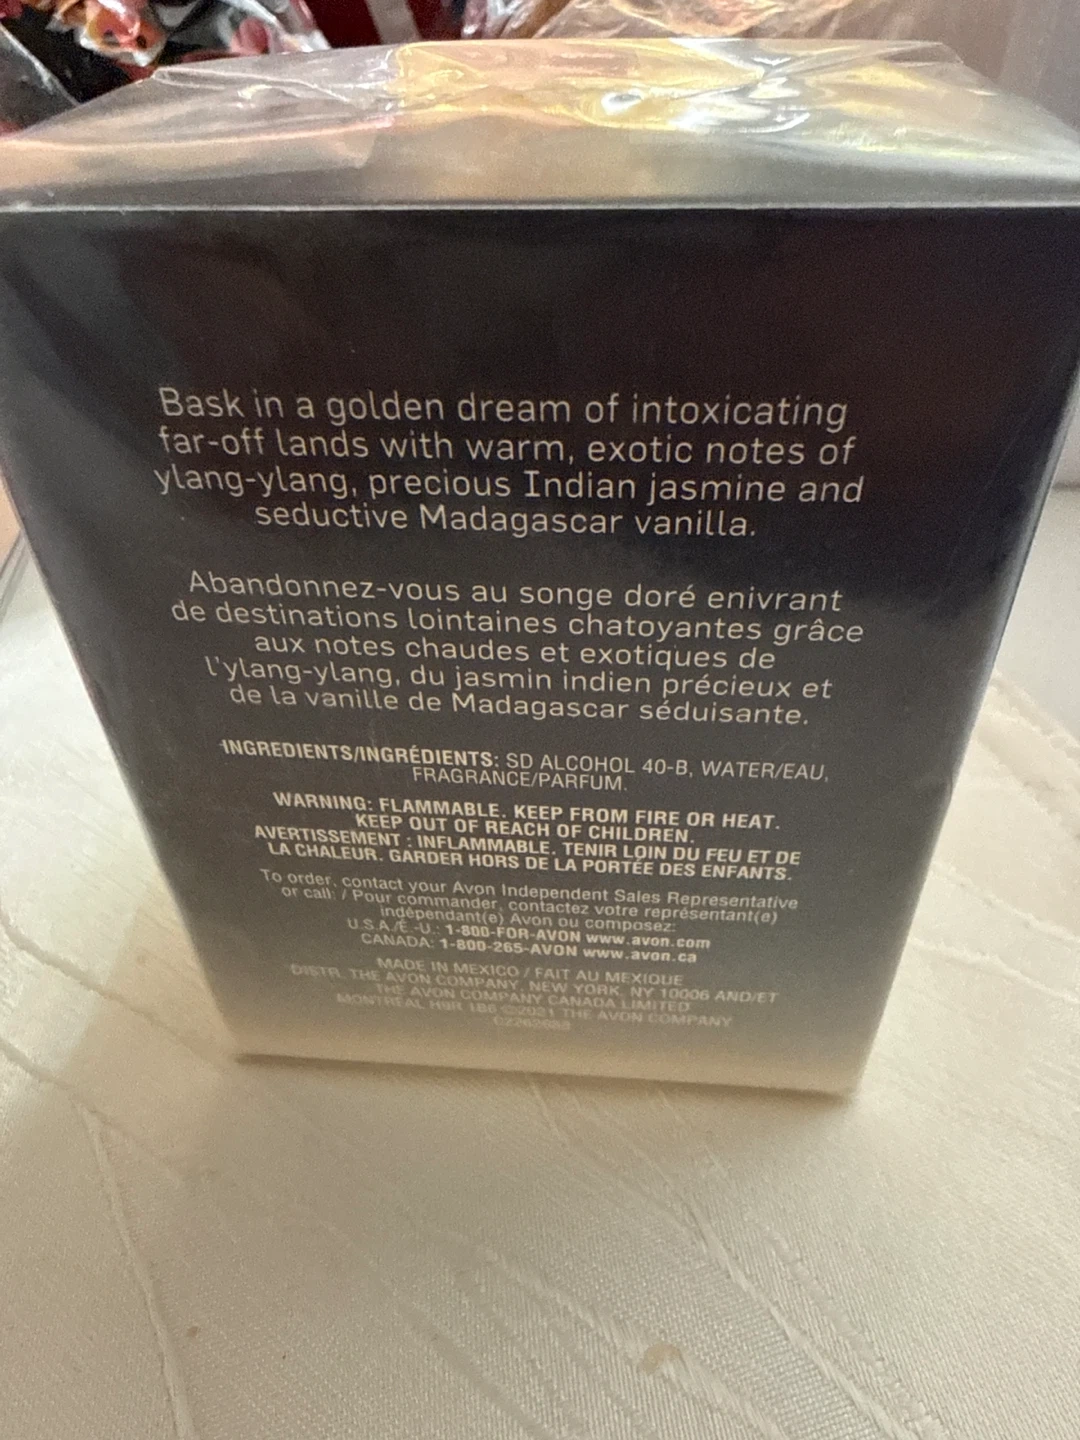 Bask in a golden dream of intoxicating
far-off lands with warm, exotic notes of
ylang-ylang, precious Indian jasmine and
seductive Madagascar vanilla.
Abandonnez-vous au songe doré enivrant
de destinations lointaines chatoyantes grâce
aux notes chaudes et exotiques de
l'ylang-ylang, du jasmin indien précieux et
de la vanille de Madagascar séduisante.
INGREDIENTS/INGRÉDIENTS: SD ALCOHOL 40-B, WATER/EAU,
FRAGRANCE/PARFUM.
WARNING: FLAMMABLE. KEEP FROM FIRE OR HEAT.
KEEP OUT OF REACH OF CHILDREN.
AVERTISSEMENT : INFLAMMABLE. TENIR LOIN DU FEU ET DE
LA CHALEUR. GARDER HORS DE LA PORTÉE DES ENFANTS.
To order, contact your Avon Independent Sales Representative
or call: / Pour commander, contactez votre représentant(e)
indépendant(e) Avon ou composez:
U.S.A./É.-U.: 1-800-FOR-AVON www.avon.com
CANADA: 1-800-265-AVON www.avon.ca
MADE IN MEXICO / FAIT AU MEXIQUE
DISTR. THE AVON COMPANY, NEW YORK, NY 10006 AND/ET
THE AVON COMPANY CANADA LIMITED
MONTRÉAL H9R 1B6 ©2021 THE AVON COMPANY